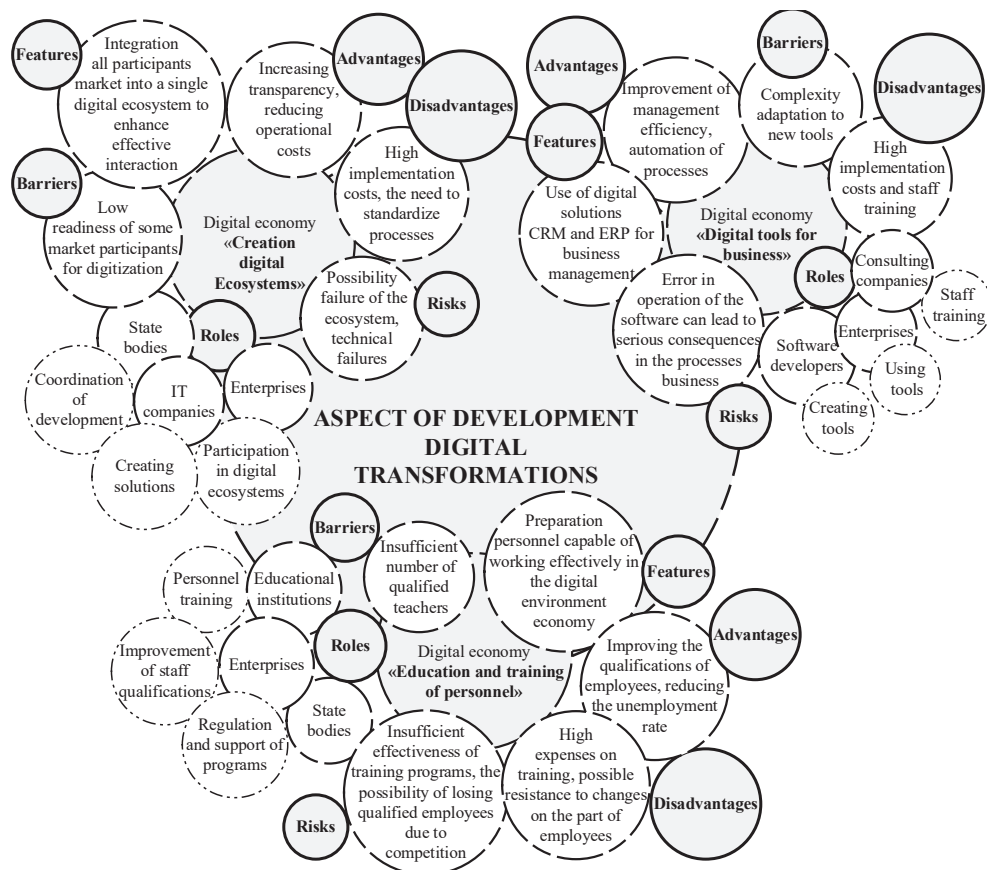 Features
Integration
all participants
market into a single
digital ecosystem to
enhance
effective
interaction
Increasing
transparency,
reducing
operational
costs
Advantages
Disadvantages
High
implementation
costs, the need to
standardize
processes
Barriers
Low
readiness of some
market participants
for digitization
Digital economy
«Creation
digital
Ecosystems»
Possibility
failure of the
ecosystem,
technical
failures
Risks
Roles
State
bodies
Coordination
of
development
IT
companies
Enterprises
Creating
solutions
Participation
in digital
ecosystems
Advantages
Improvement of
management
efficiency,
automation of
processes
Barriers
Complexity
adaptation to
new tools
Disadvantages
High
implementation
costs and staff
training
Features
Use of digital
solutions
CRM and ERP for
business
management
Digital economy
«Digital tools for
business»
Roles
Consulting
companies
Staff
training
Enterprises
Using
tools
Software
developers
Creating
tools
Error in
operation of the
software can lead to
serious consequences
in the processes
business
Risks
ASPECT OF DEVELOPMENT
DIGITAL
TRANSFORMATIONS
Barriers
Insufficient
number of
qualified
teachers
Preparation
personnel capable of
working effectively in
the digital
environment
economy
Features
Personnel
training
Educational
institutions
Roles
Improvement
of staff
qualifications
Enterprises
Regulation
and support of
programs
State
bodies
Digital economy
«Education and training
of personnel»
Advantages
Improving the
qualifications of
employees, reducing
the unemployment
rate
Insufficient
effectiveness of
training programs, the
possibility of losing
qualified employees
due to
competition
Risks
High
expenses on
training, possible
resistance to changes
on the part of
employees
Disadvantages